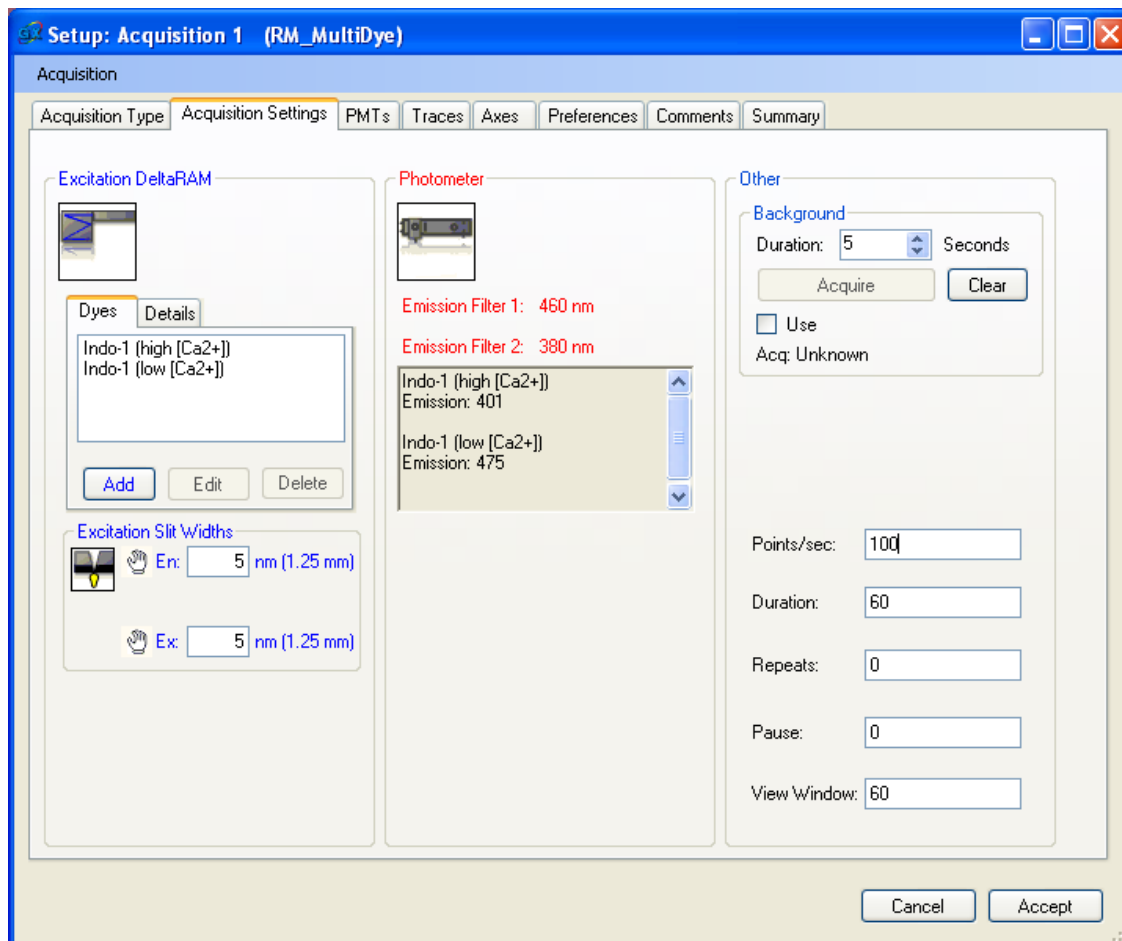 Setup: Acquisition 1 (RM_MultiDye)
Acquisition
Acquisition Type Acquisition Settings PMTs Traces Axes Preferences Comments Summary
Excitation DeltaRAM
Dyes Details
Indo-1 (high [Ca2+])
Indo-1 (low [Ca2+])
Add Edit Delete
Excitation Slit Widths
En: 5 nm (1.25 mm)
Ex: 5 nm (1.25 mm)
Photometer
Emission Filter 1: 460 nm
Emission Filter 2: 380 nm
Indo-1 (high [Ca2+])
Emission: 401
Indo-1 (low [Ca2+])
Emission: 475
Other
Background
Duration: 5 Seconds
Acquire Clear
Use
Acq: Unknown
Points/sec: 100
Duration: 60
Repeats: 0
Pause: 0
View Window: 60
Cancel Accept